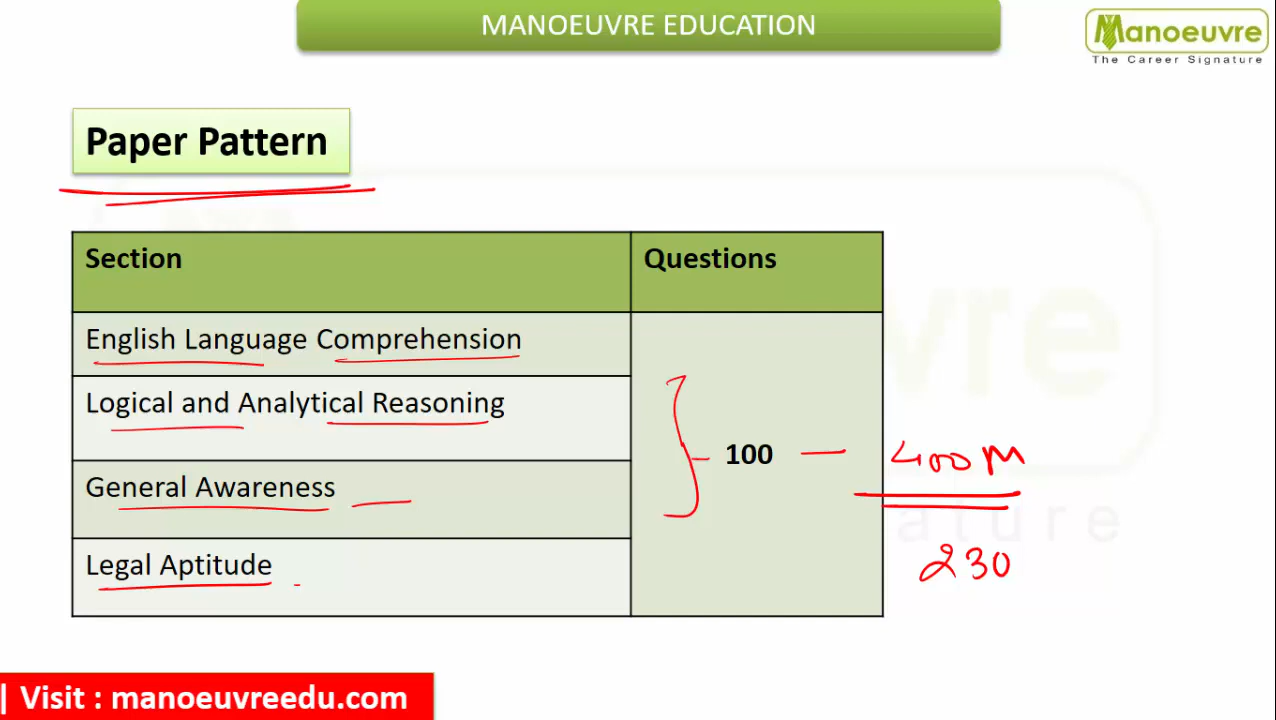 MANOEUVRE EDUCATION
Manoeuvre
The Career Signature
Paper Pattern
Section Questions
English Language Comprehension
Logical and Analytical Reasoning
100 — 400 M
General Awareness
230
Legal Aptitude
| Visit : manoeuvreedu.com